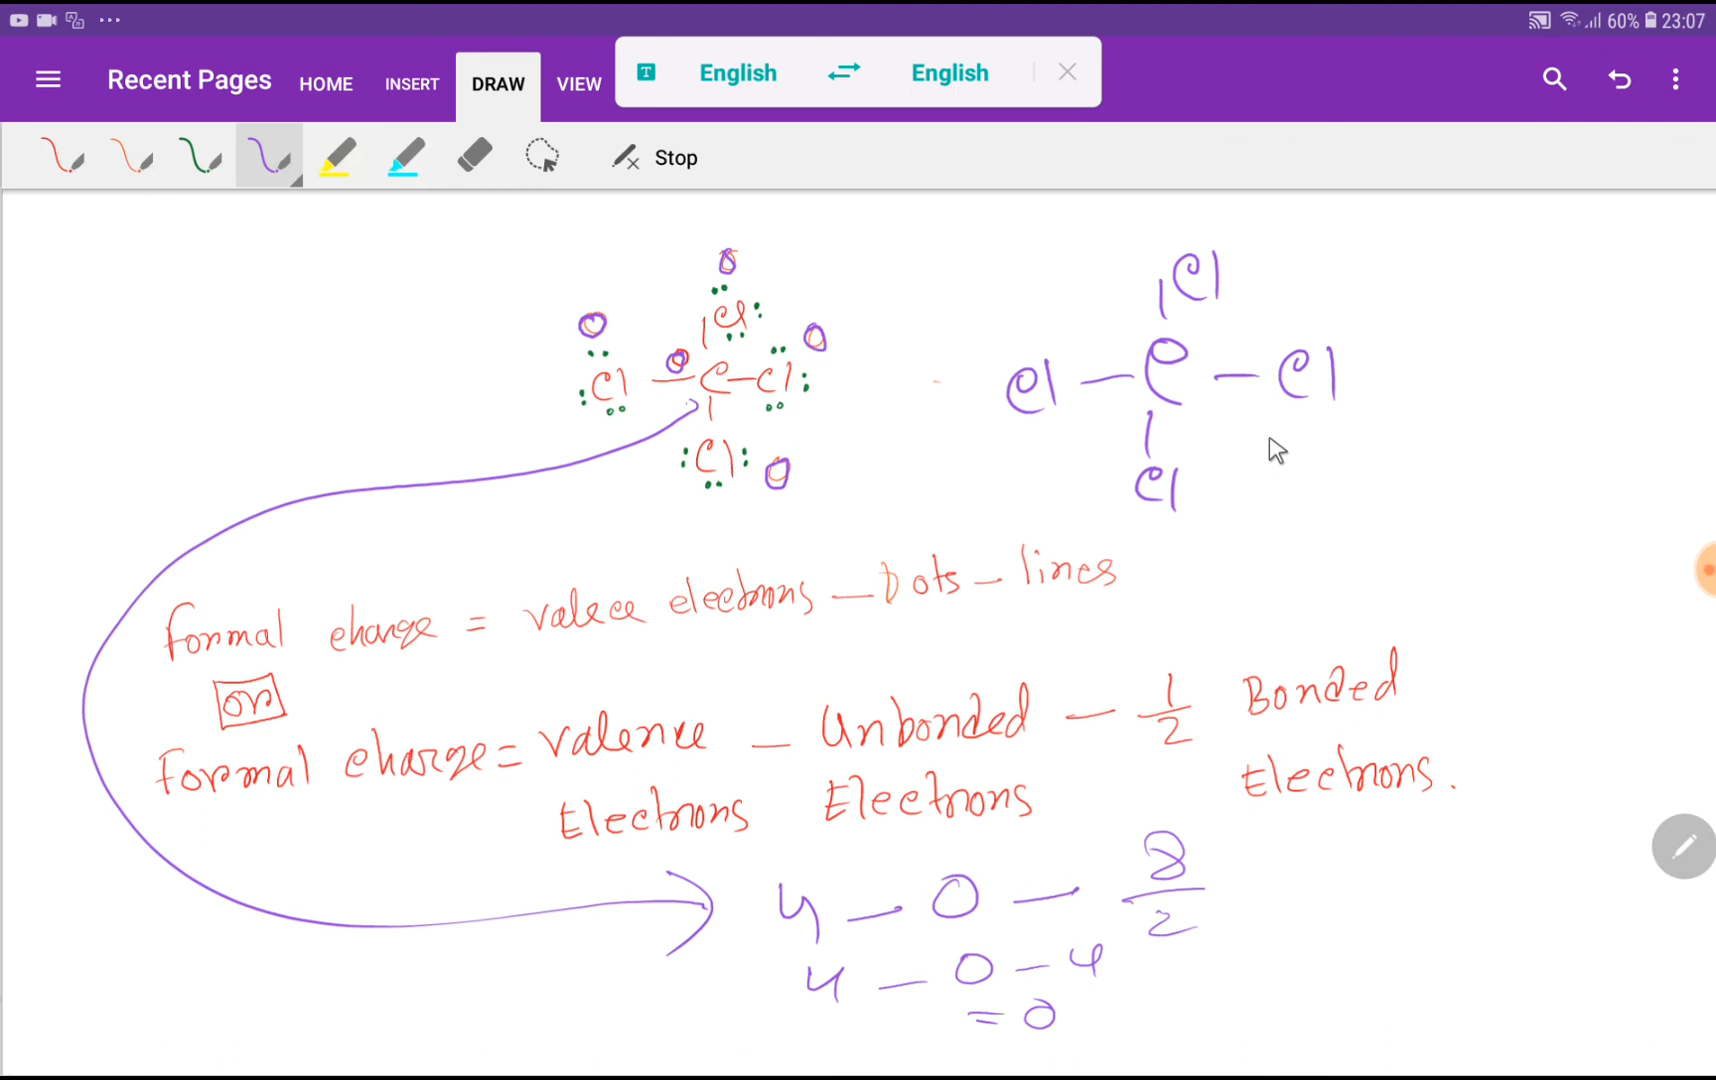 60% 23:07
Recent Pages HOME INSERT DRAW VIEW
English English
Stop
0
Cl
0 0 0
Cl — C — Cl
Cl 0
Cl
Cl — C — Cl
Cl
formal charge = valece electrons — Dots — lines
or
Formal charge = valence — Unbonded — 1/2 Bonded
Electrons Electrons Electrons.
4 — 0 — 8/2
4 — 0 — 4
= 0